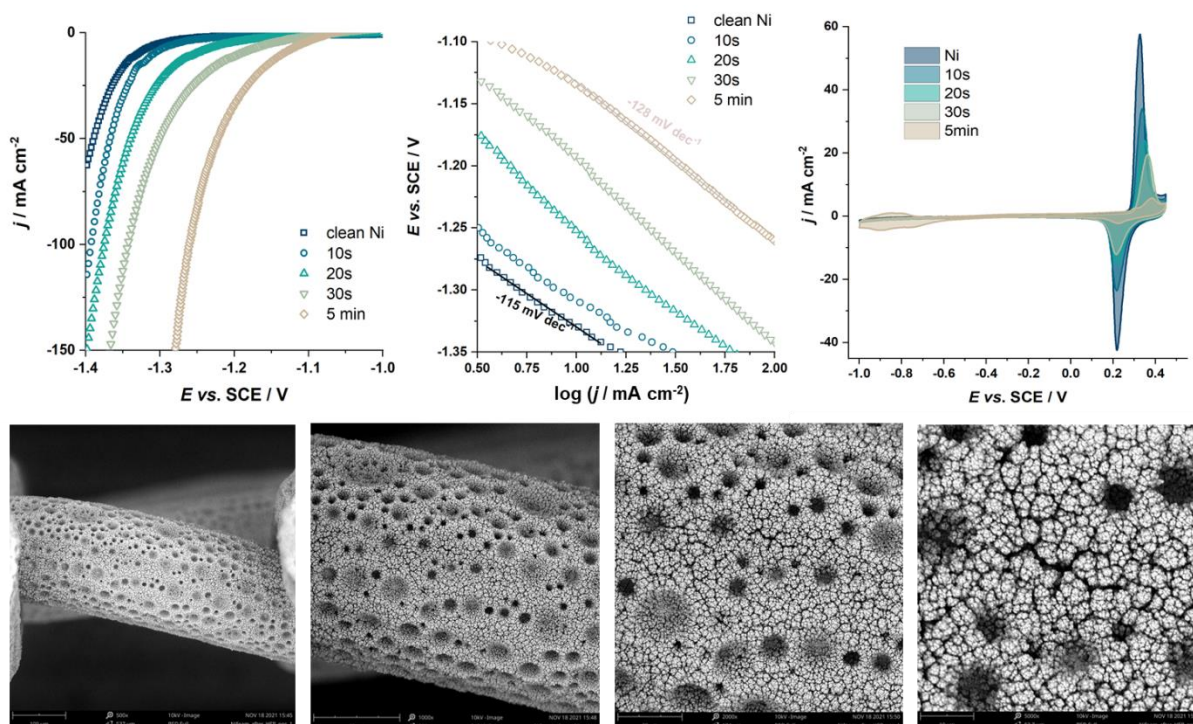 0
-50
-100
-150
j / mA cm-2
-1.4
-1.3
-1.2
-1.1
-1.0
E vs. SCE / V
clean Ni
10s
20s
30s
5 min
-1.10
-1.15
-1.20
-1.25
-1.30
-1.35
E vs. SCE / V
0.50
0.75
1.00
1.25
1.50
1.75
2.00
log (j / mA cm-2)
-128 mV dec-1
-115 mV dec-1
clean Ni
10s
20s
30s
5 min
60
40
20
0
-20
-40
j / mA cm-2
-1.0
-0.8
-0.6
-0.4
-0.2
0.0
0.2
0.4
E vs. SCE / V
Ni
10s
20s
30s
5min
500x
10kV - Image
NOV 18 2021 15:45
1000x
10kV - Image
NOV 18 2021 15:48
2000x
10kV - Image
NOV 18 2021 15:50
5000x
10kV - Image